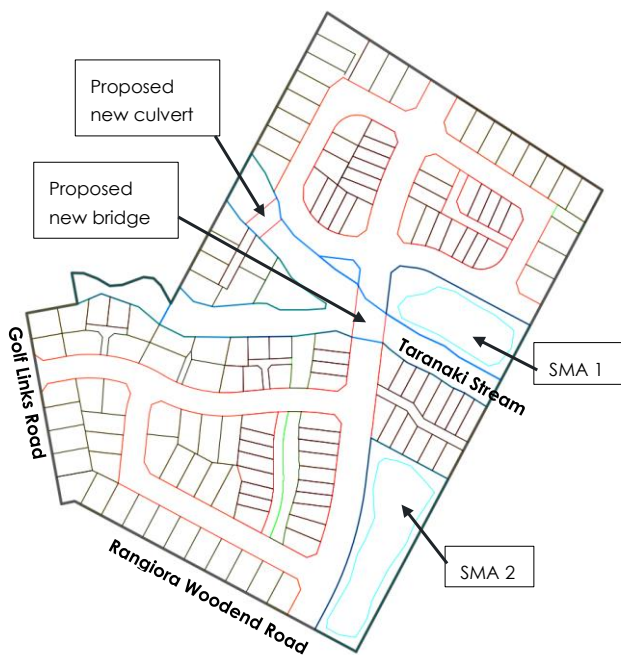 Proposed
new culvert
Proposed
new bridge
Golf Links Road
Taranaki Stream
SMA 1
SMA 2
Rangiora Woodend Road